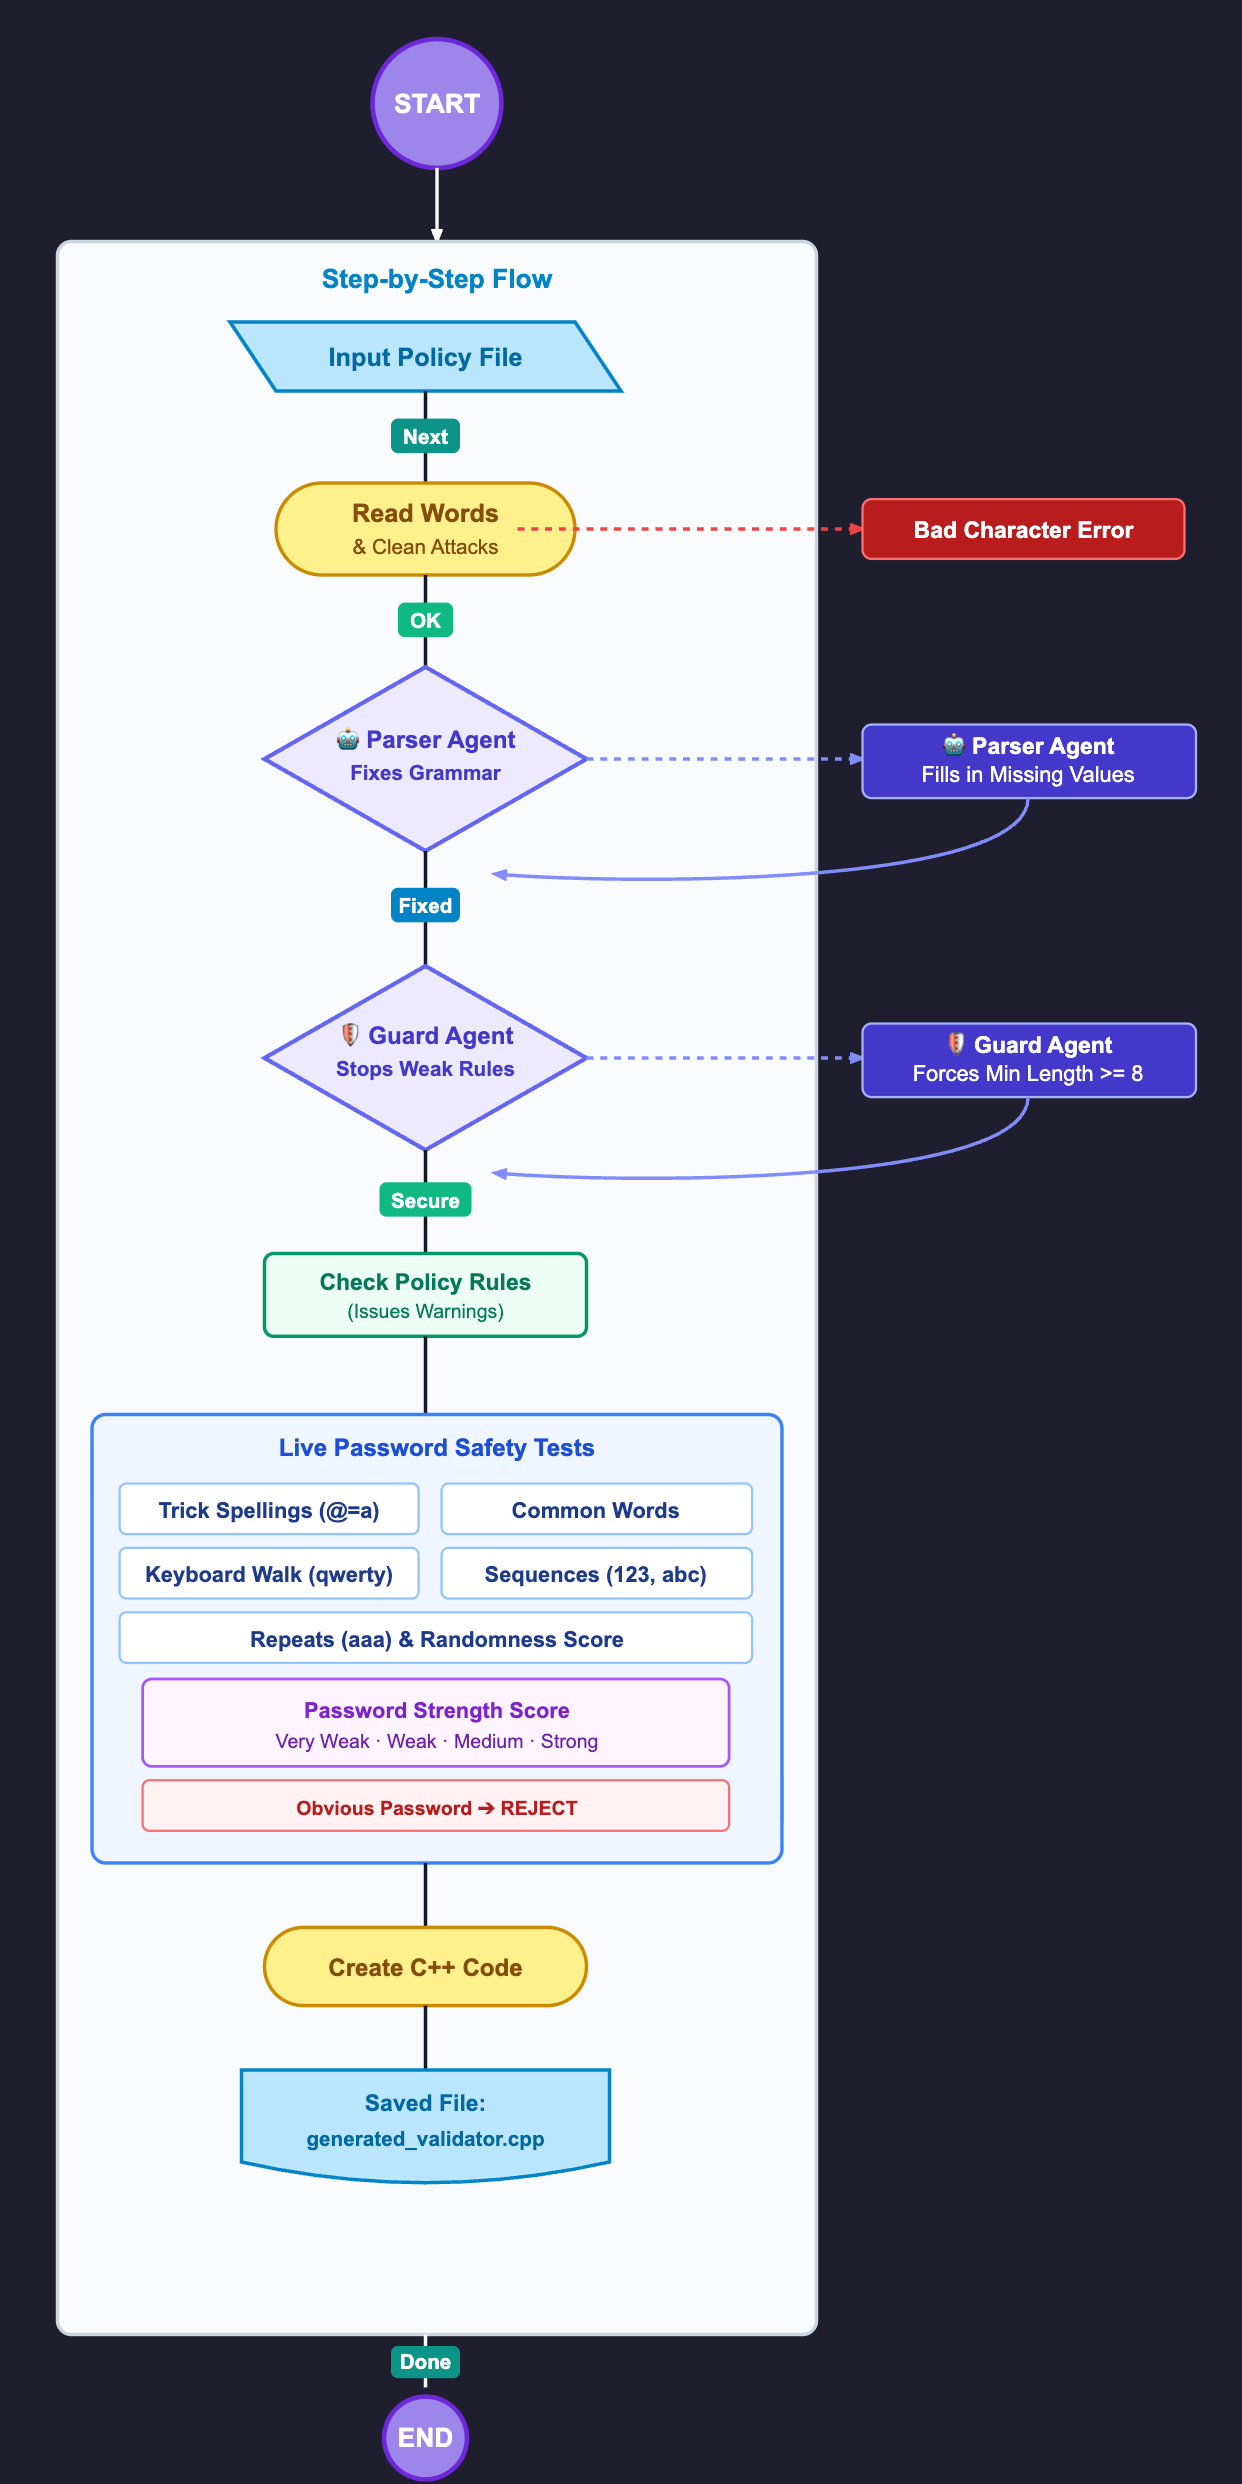 START
Step-by-Step Flow
Input Policy File
Next
Read Words
& Clean Attacks
Bad Character Error
OK
🤖 Parser Agent
Fixes Grammar
🤖 Parser Agent
Fills in Missing Values
Fixed
🛡️ Guard Agent
Stops Weak Rules
🛡️ Guard Agent
Forces Min Length >= 8
Secure
Check Policy Rules
(Issues Warnings)
Live Password Safety Tests
Trick Spellings (@=a)
Common Words
Keyboard Walk (qwerty)
Sequences (123, abc)
Repeats (aaa) & Randomness Score
Password Strength Score
Very Weak · Weak · Medium · Strong
Obvious Password ➔ REJECT
Create C++ Code
Saved File:
generated_validator.cpp
Done
END